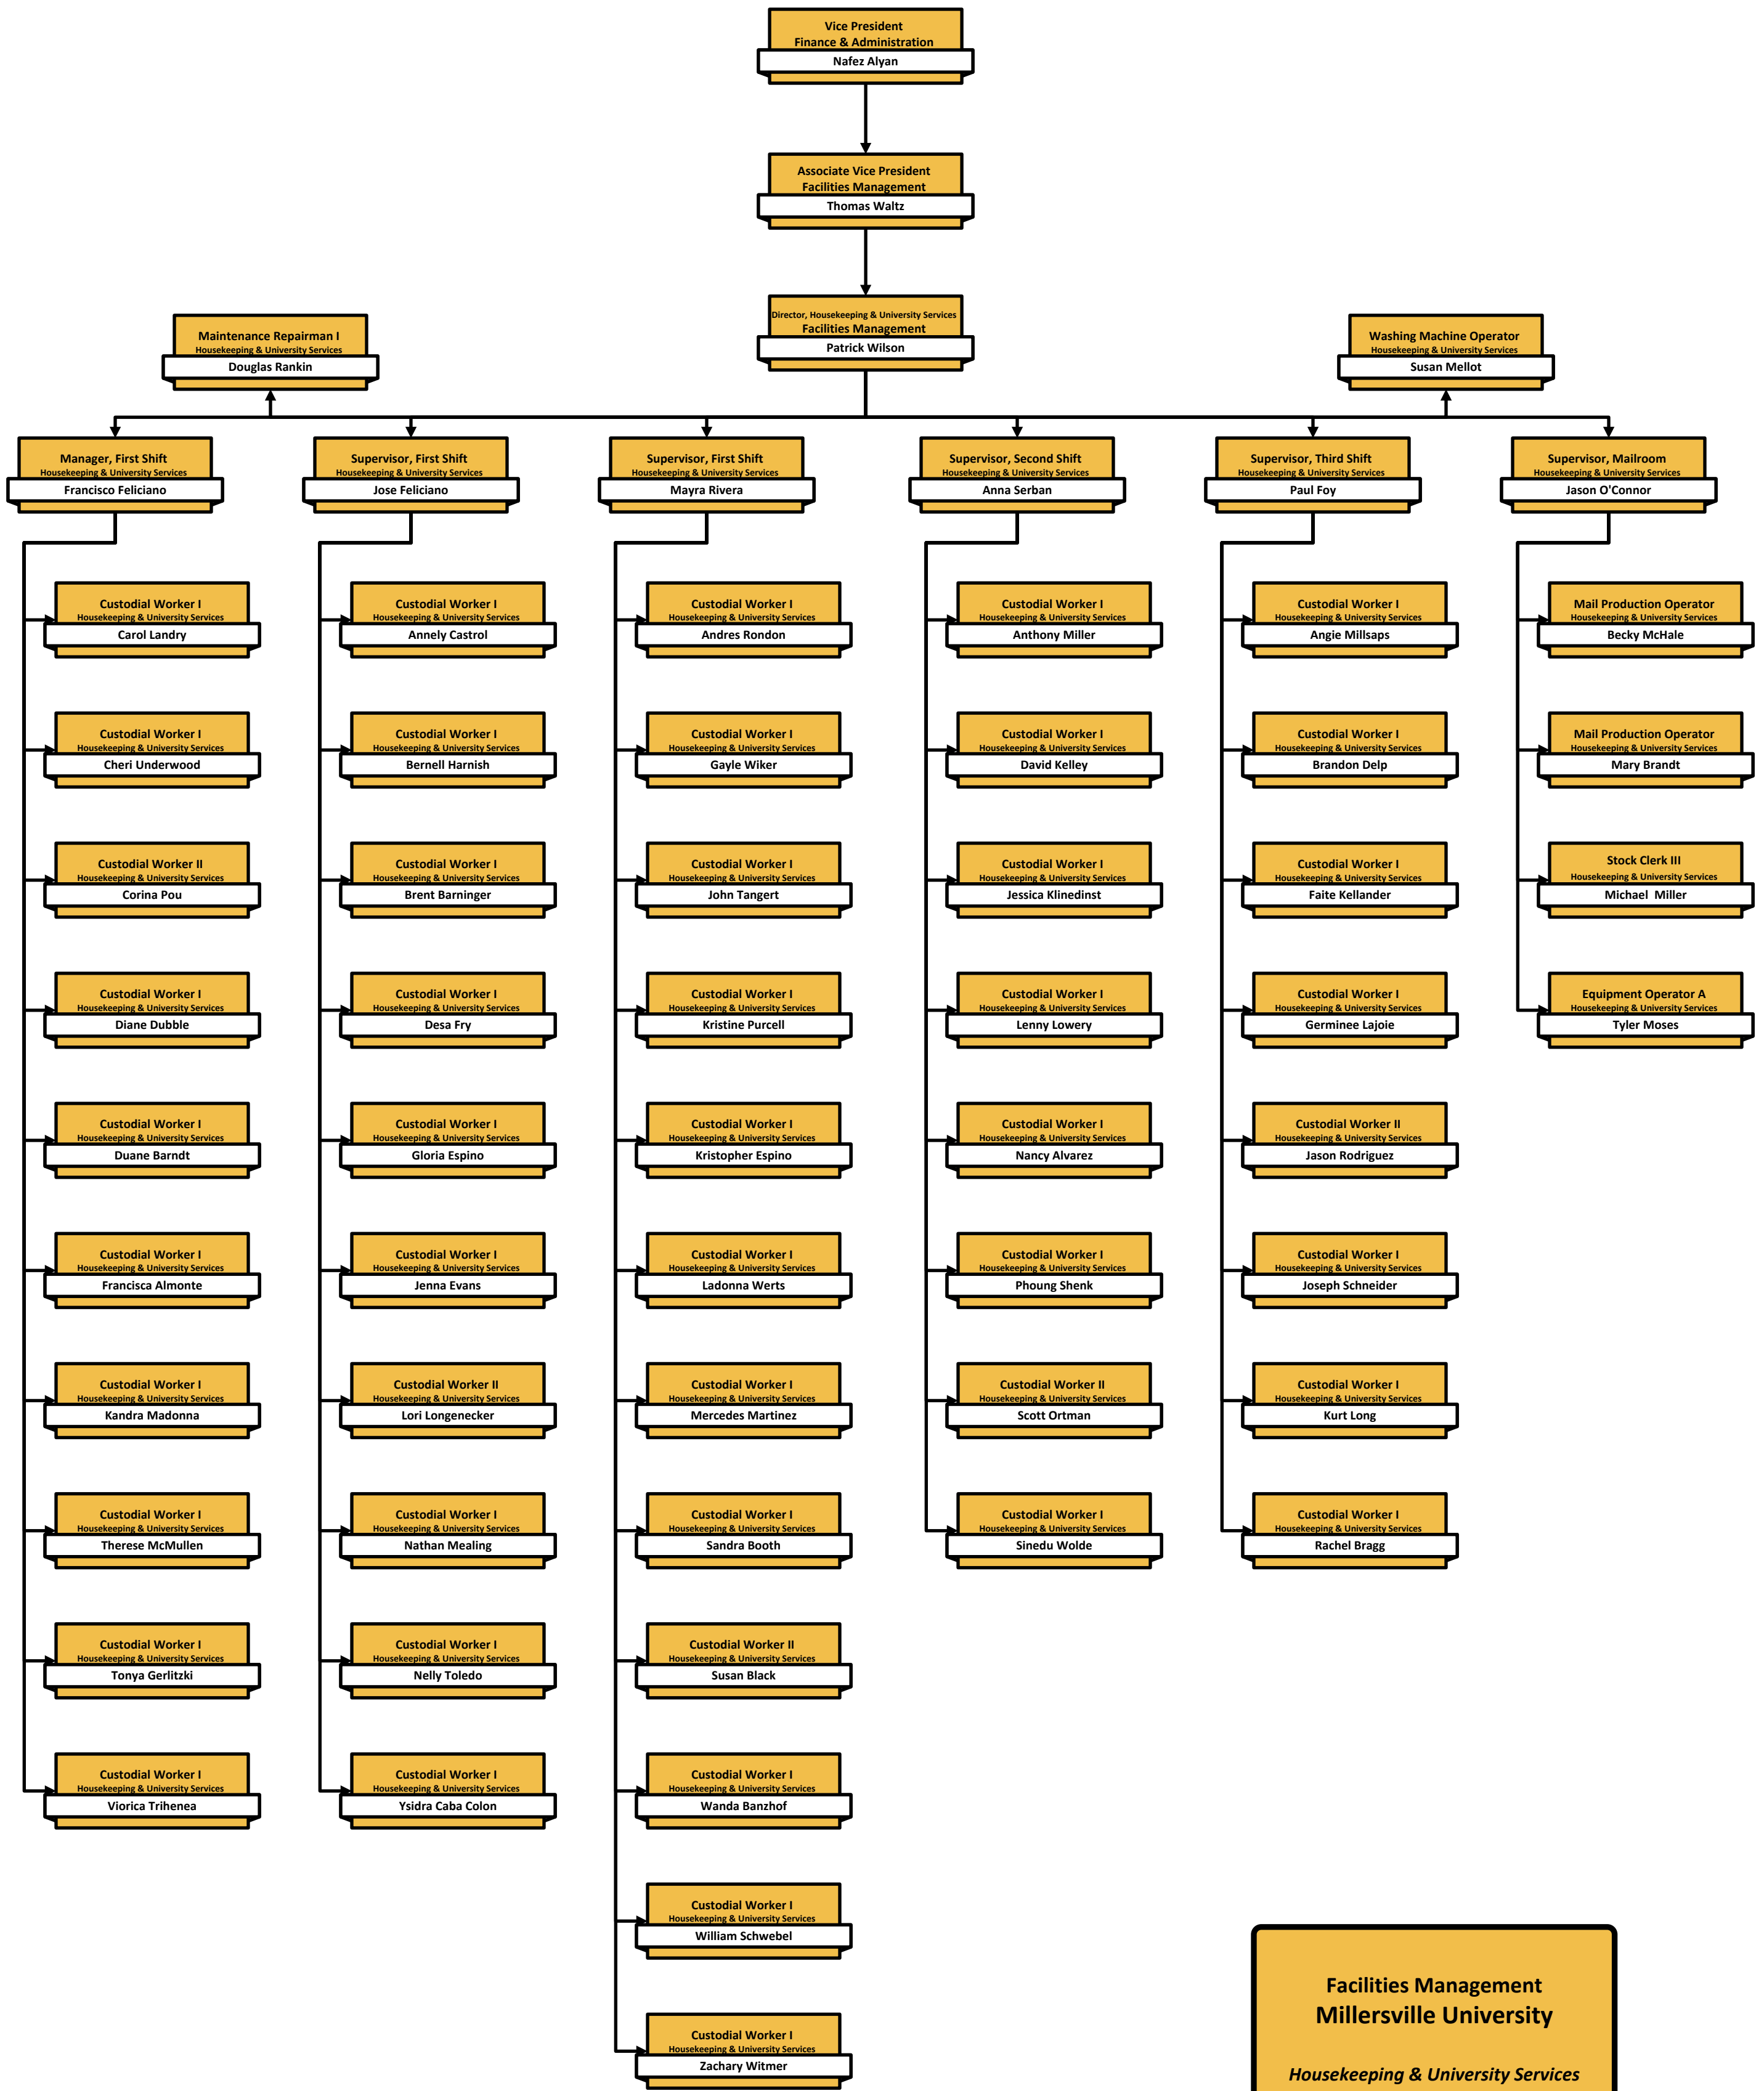 Vice President
Finance & Administration
Nafez Alyan
Associate Vice President
Facilities Management
Thomas Waltz
Director, Housekeeping & University Services
Facilities Management
Patrick Wilson
Maintenance Repairman I
Housekeeping & University Services
Douglas Rankin
Washing Machine Operator
Housekeeping & University Services
Susan Mellot
Manager, First Shift
Housekeeping & University Services
Francisco Feliciano
Custodial Worker I
Housekeeping & University Services
Carol Landry
Custodial Worker I
Housekeeping & University Services
Cheri Underwood
Custodial Worker II
Housekeeping & University Services
Corina Pou
Custodial Worker I
Housekeeping & University Services
Diane Dubble
Custodial Worker I
Housekeeping & University Services
Duane Barndt
Custodial Worker I
Housekeeping & University Services
Francisca Almonte
Custodial Worker I
Housekeeping & University Services
Kandra Madonna
Custodial Worker I
Housekeeping & University Services
Therese McMullen
Custodial Worker I
Housekeeping & University Services
Tonya Gerlitzki
Custodial Worker I
Housekeeping & University Services
Viorica Trihenea
Supervisor, First Shift
Housekeeping & University Services
Jose Feliciano
Custodial Worker I
Housekeeping & University Services
Annely Castrol
Custodial Worker I
Housekeeping & University Services
Bernell Harnish
Custodial Worker I
Housekeeping & University Services
Brent Barninger
Custodial Worker I
Housekeeping & University Services
Desa Fry
Custodial Worker I
Housekeeping & University Services
Gloria Espino
Custodial Worker I
Housekeeping & University Services
Jenna Evans
Custodial Worker II
Housekeeping & University Services
Lori Longenecker
Custodial Worker I
Housekeeping & University Services
Nathan Mealing
Custodial Worker I
Housekeeping & University Services
Nelly Toledo
Custodial Worker I
Housekeeping & University Services
Ysidra Caba Colon
Supervisor, First Shift
Housekeeping & University Services
Mayra Rivera
Custodial Worker I
Housekeeping & University Services
Andres Rondon
Custodial Worker I
Housekeeping & University Services
Gayle Wiker
Custodial Worker I
Housekeeping & University Services
John Tangert
Custodial Worker I
Housekeeping & University Services
Kristine Purcell
Custodial Worker I
Housekeeping & University Services
Kristopher Espino
Custodial Worker I
Housekeeping & University Services
Ladonna Werts
Custodial Worker I
Housekeeping & University Services
Mercedes Martinez
Custodial Worker I
Housekeeping & University Services
Sandra Booth
Custodial Worker II
Housekeeping & University Services
Susan Black
Custodial Worker I
Housekeeping & University Services
Wanda Banzhof
Custodial Worker I
Housekeeping & University Services
William Schwebel
Custodial Worker I
Housekeeping & University Services
Zachary Witmer
Supervisor, Second Shift
Housekeeping & University Services
Anna Serban
Custodial Worker I
Housekeeping & University Services
Anthony Miller
Custodial Worker I
Housekeeping & University Services
David Kelley
Custodial Worker I
Housekeeping & University Services
Jessica Klinedinst
Custodial Worker I
Housekeeping & University Services
Lenny Lowery
Custodial Worker I
Housekeeping & University Services
Nancy Alvarez
Custodial Worker I
Housekeeping & University Services
Phoung Shenk
Custodial Worker II
Housekeeping & University Services
Scott Ortman
Custodial Worker I
Housekeeping & University Services
Sinedu Wolde
Supervisor, Third Shift
Housekeeping & University Services
Paul Foy
Custodial Worker I
Housekeeping & University Services
Angie Millsaps
Custodial Worker I
Housekeeping & University Services
Brandon Delp
Custodial Worker I
Housekeeping & University Services
Faite Kellander
Custodial Worker I
Housekeeping & University Services
Germinee Lajoie
Custodial Worker II
Housekeeping & University Services
Jason Rodriguez
Custodial Worker I
Housekeeping & University Services
Joseph Schneider
Custodial Worker I
Housekeeping & University Services
Kurt Long
Custodial Worker I
Housekeeping & University Services
Rachel Bragg
Supervisor, Mailroom
Housekeeping & University Services
Jason O'Connor
Mail Production Operator
Housekeeping & University Services
Becky McHale
Mail Production Operator
Housekeeping & University Services
Mary Brandt
Stock Clerk III
Housekeeping & University Services
Michael Miller
Equipment Operator A
Housekeeping & University Services
Tyler Moses
Facilities Management
Millersville University
Housekeeping & University Services